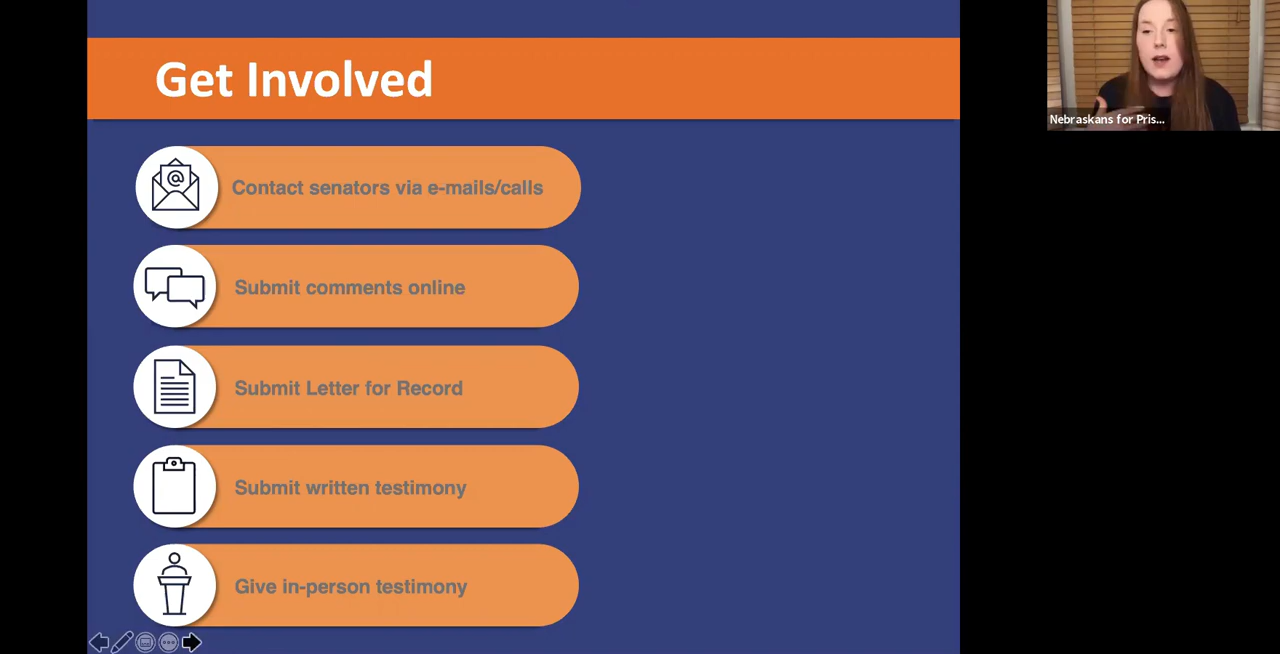 Get Involved
Nebraskans for Pris...
@
Contact senators via e-mails/calls
Submit comments online
Submit Letter for Record
Submit written testimony
Give in-person testimony